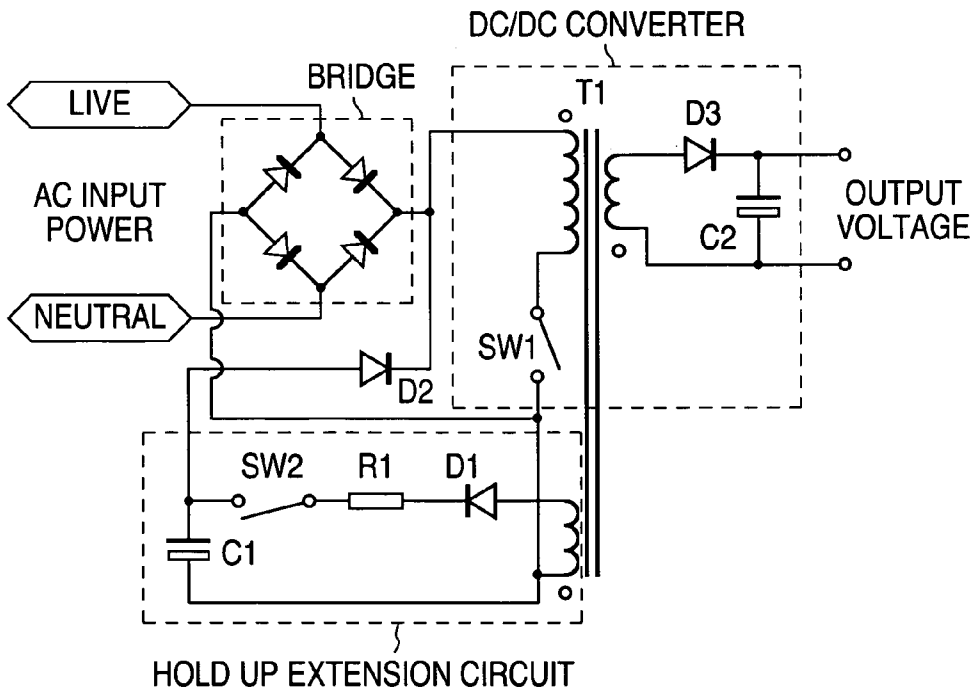 DC/DC CONVERTER
BRIDGE
T1
LIVE
D3
AC INPUT
POWER
OUTPUT
VOLTAGE
C2
NEUTRAL
SW1
D2
SW2
R1
D1
C1
HOLD UP EXTENSION CIRCUIT